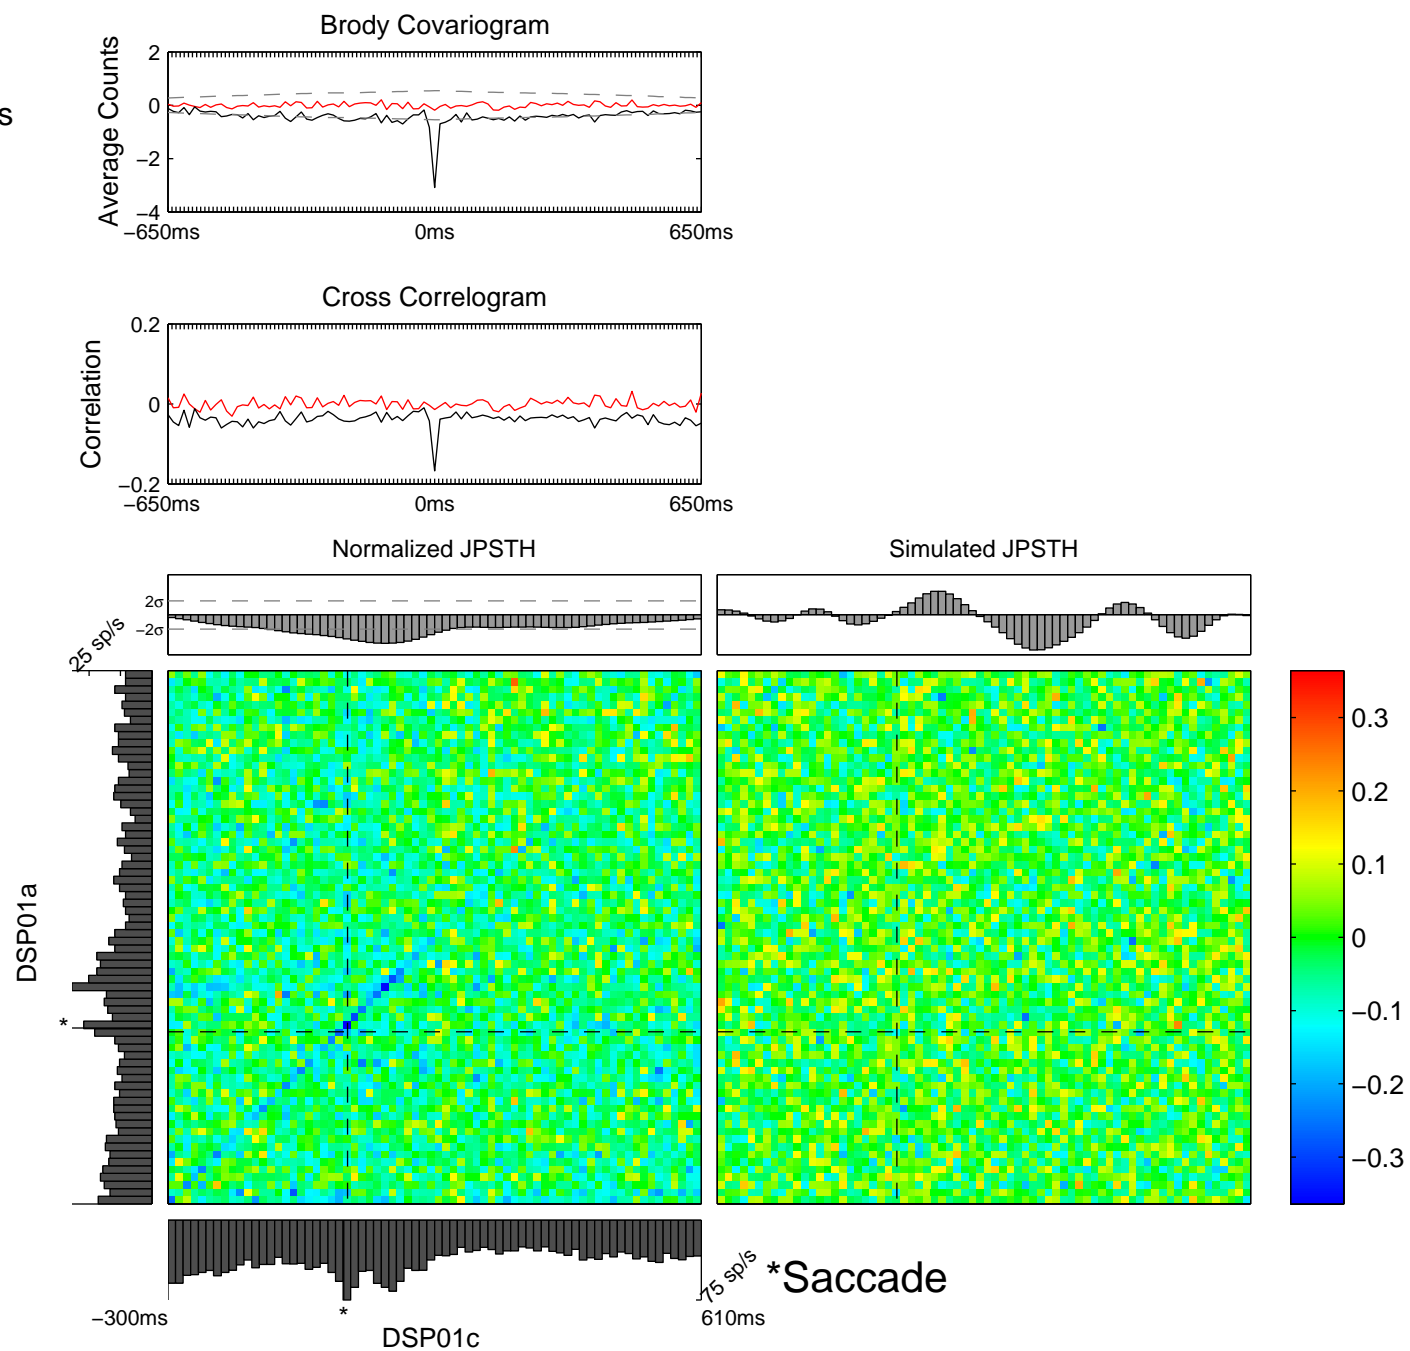 Brody Covariogram
s
Average Counts
2
0
−2
−4
−650ms
0ms
650ms
Cross Correlogram
Correlation
0.2
0
−0.2
−650ms
0ms
650ms
Normalized JPSTH
Simulated JPSTH
2σ
−2σ
25 sp/s
DSP01a
*
0.3
0.2
0.1
0
−0.1
−0.2
−0.3
75 sp/s
*Saccade
*
−300ms
610ms
DSP01c